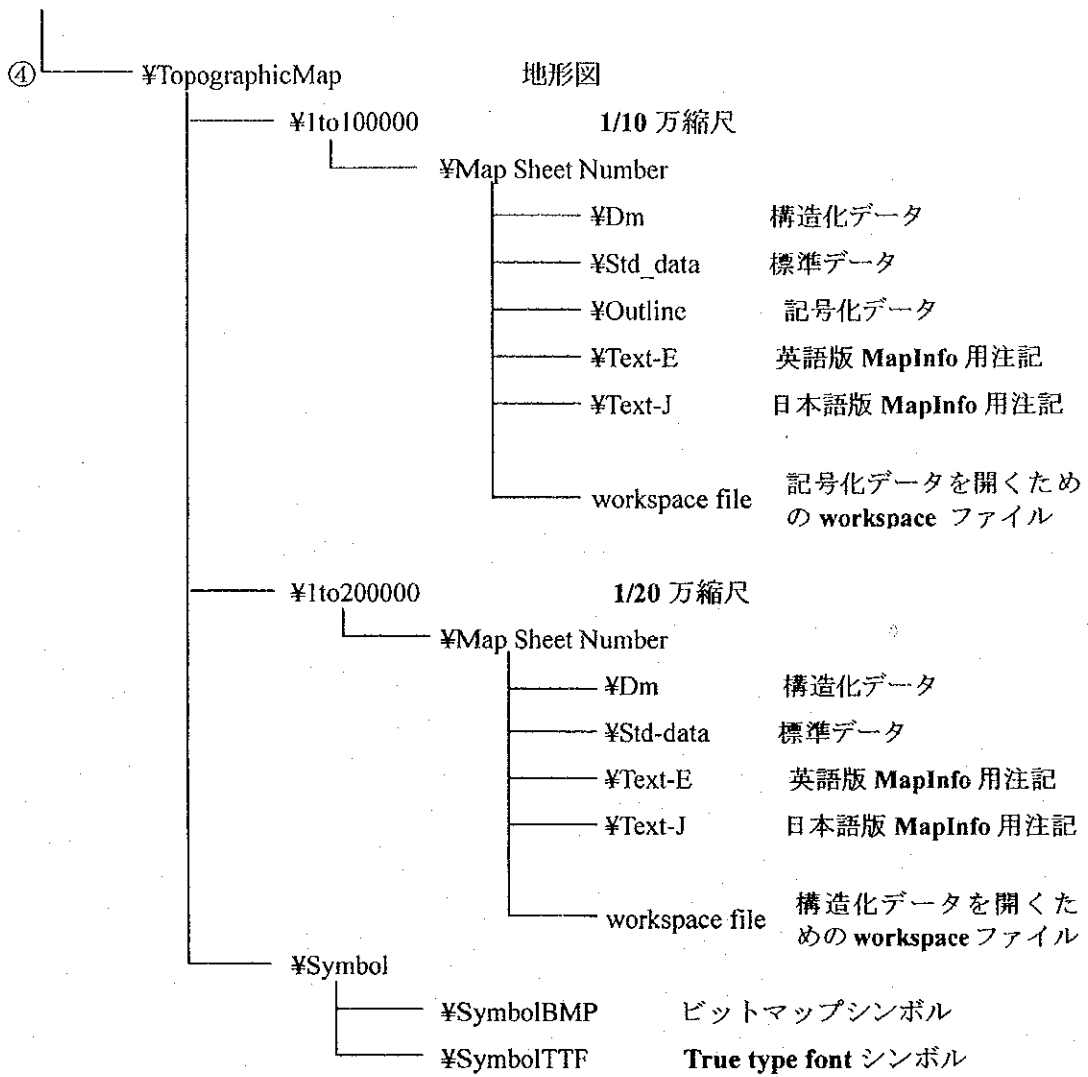 ④ ¥TopographicMap 地形図
¥1to100000 1/10 万縮尺
¥Map Sheet Number
¥Dm 構造化データ
¥Std_data 標準データ
¥Outline 記号化データ
¥Text-E 英語版 MapInfo 用注記
¥Text-J 日本語版 MapInfo 用注記
workspace file 記号化データを開くため
の workspace ファイル
¥1to200000 1/20 万縮尺
¥Map Sheet Number
¥Dm 構造化データ
¥Std-data 標準データ
¥Text-E 英語版 MapInfo 用注記
¥Text-J 日本語版 MapInfo 用注記
workspace file 構造化データを開くた
めの workspace ファイル
¥Symbol
¥SymbolBMP ビットマップシンボル
¥SymbolTTF True type font シンボル